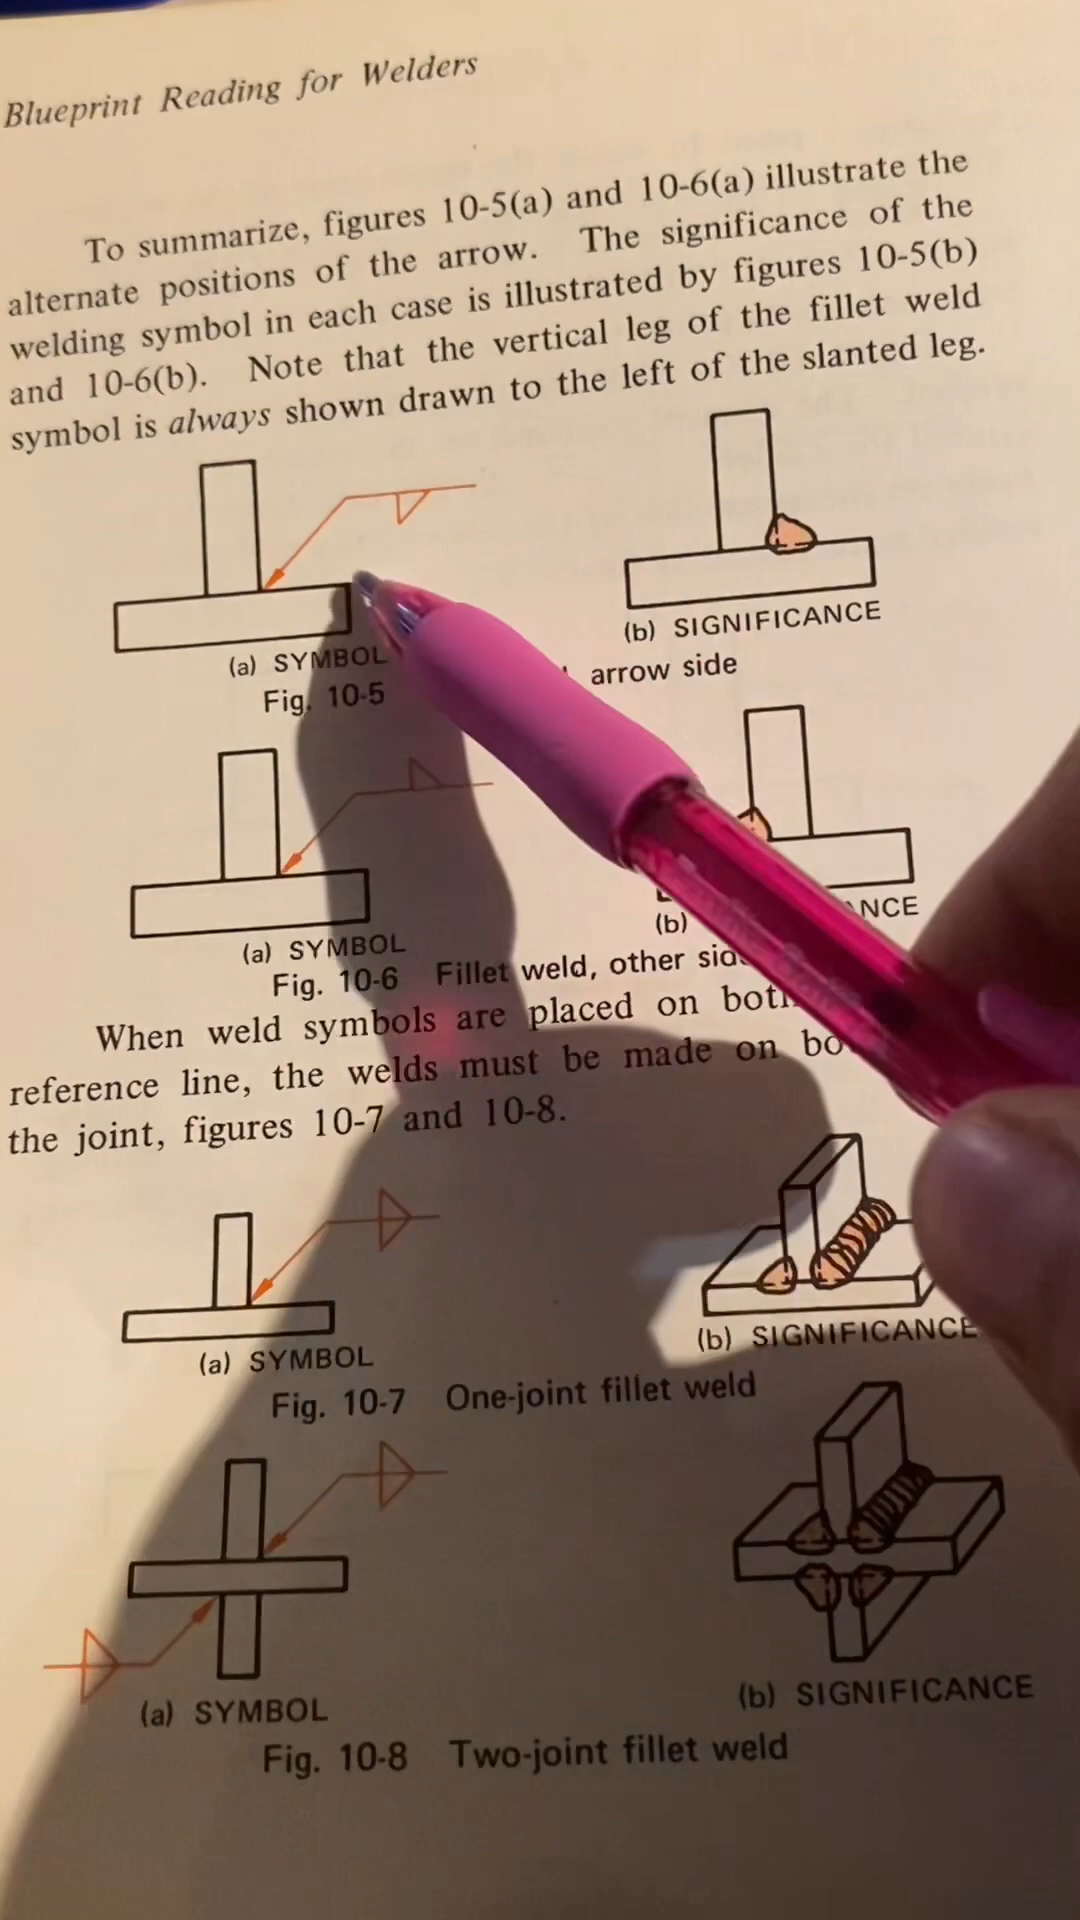 Blueprint Reading for Welders
To summarize, figures 10-5(a) and 10-6(a) illustrate the
alternate positions of the arrow. The significance of the
welding symbol in each case is illustrated by figures 10-5(b)
and 10-6(b). Note that the vertical leg of the fillet weld
symbol is always shown drawn to the left of the slanted leg.
(a) SYMBOL
(b) SIGNIFICANCE
Fig. 10-5
arrow side
(a) SYMBOL
(b)
Fig. 10-6 Fillet weld, other
When weld symbols are placed on
reference line, the welds must be made on
the joint, figures 10-7 and 10-8.
(a) SYMBOL
(b) SIGNIFICANCE
Fig. 10-7 One-joint fillet weld
(a) SYMBOL
(b) SIGNIFICANCE
Fig. 10-8 Two-joint fillet weld